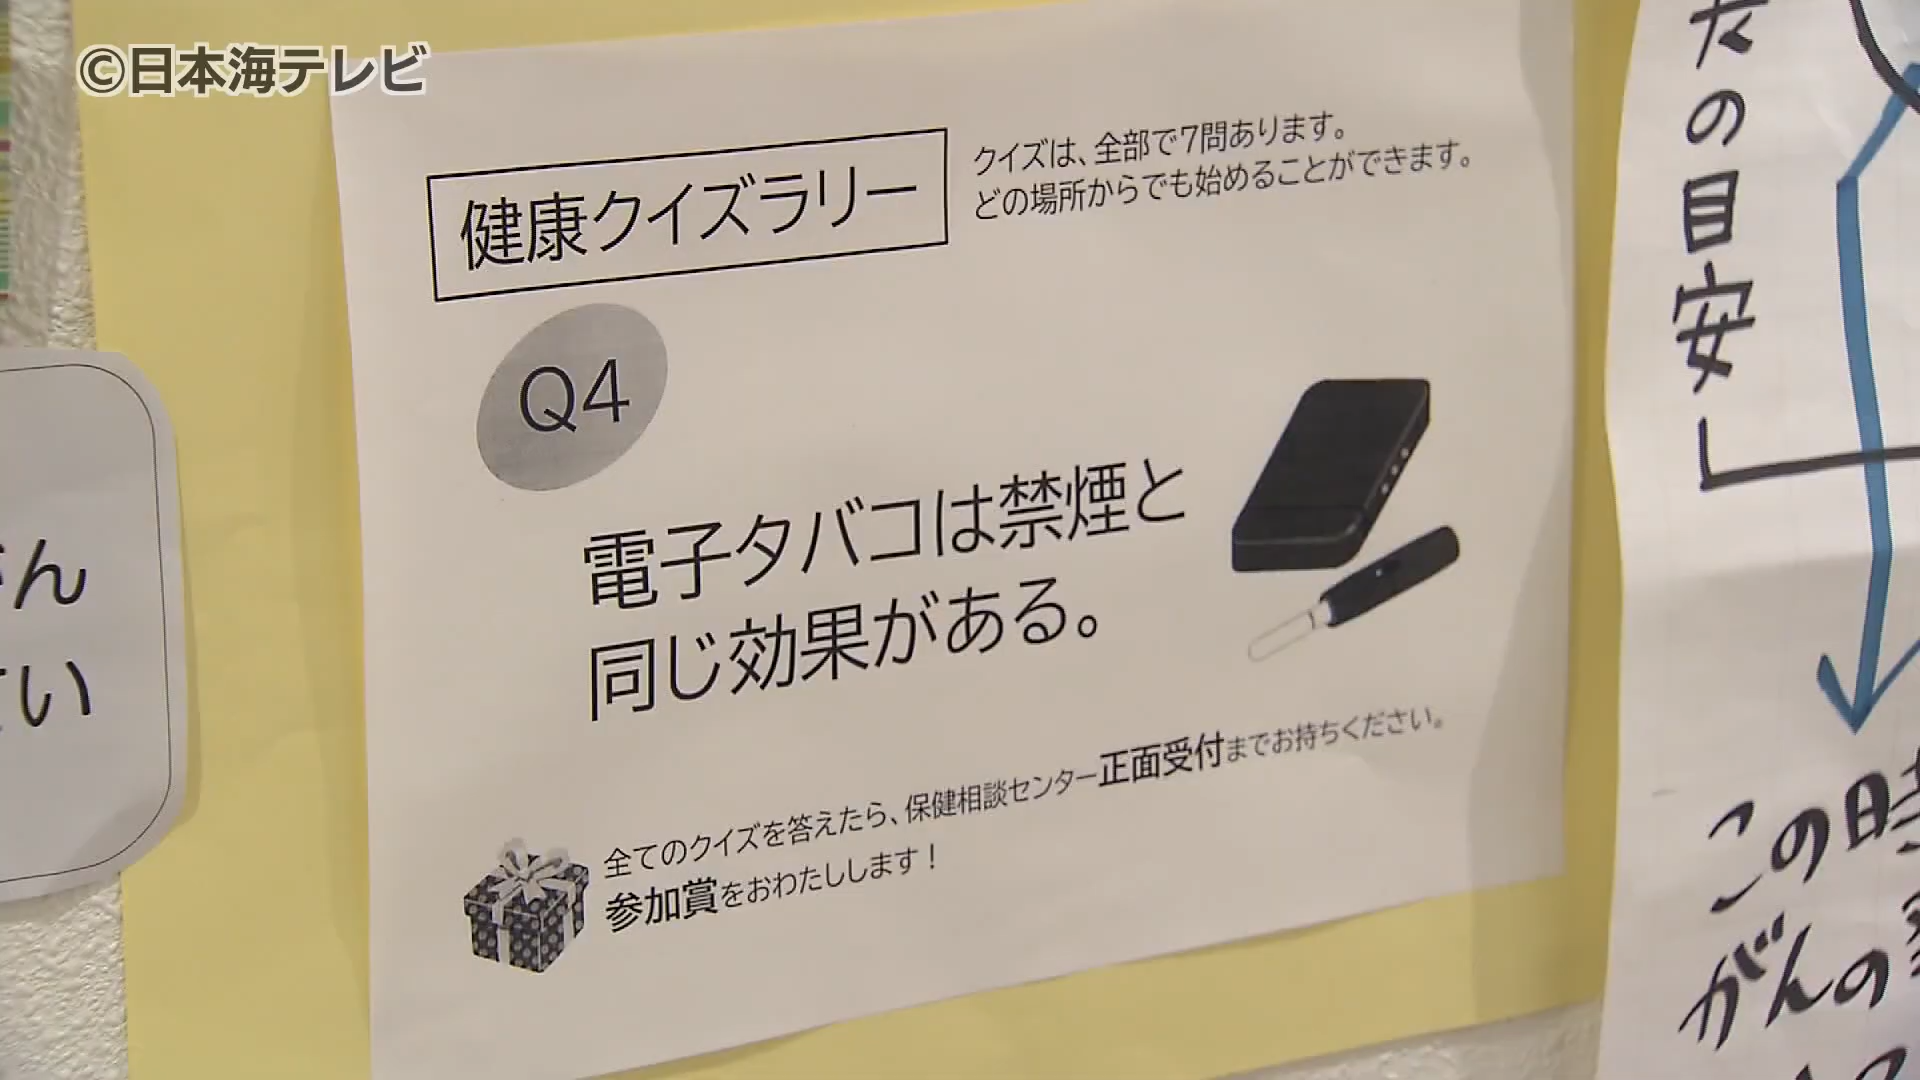 ©日本海テレビ
健康クイズラリー
クイズは、全部で7問あります。
どの場所からでも始めることができます。
Q4
電子タバコは禁煙と
同じ効果がある。
全てのクイズを答えたら、保健相談センター正面受付までお持ちください。
参加賞をおわたしします！
の目安」
この時
がんの